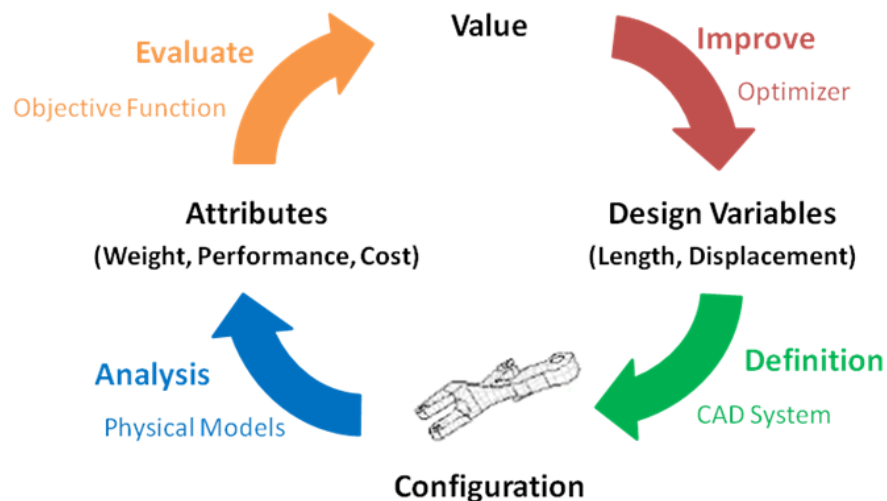 Value
Evaluate
Objective Function
Improve
Optimizer
Attributes
(Weight, Performance, Cost)
Design Variables
(Length, Displacement)
Analysis
Physical Models
Definition
CAD System
Configuration